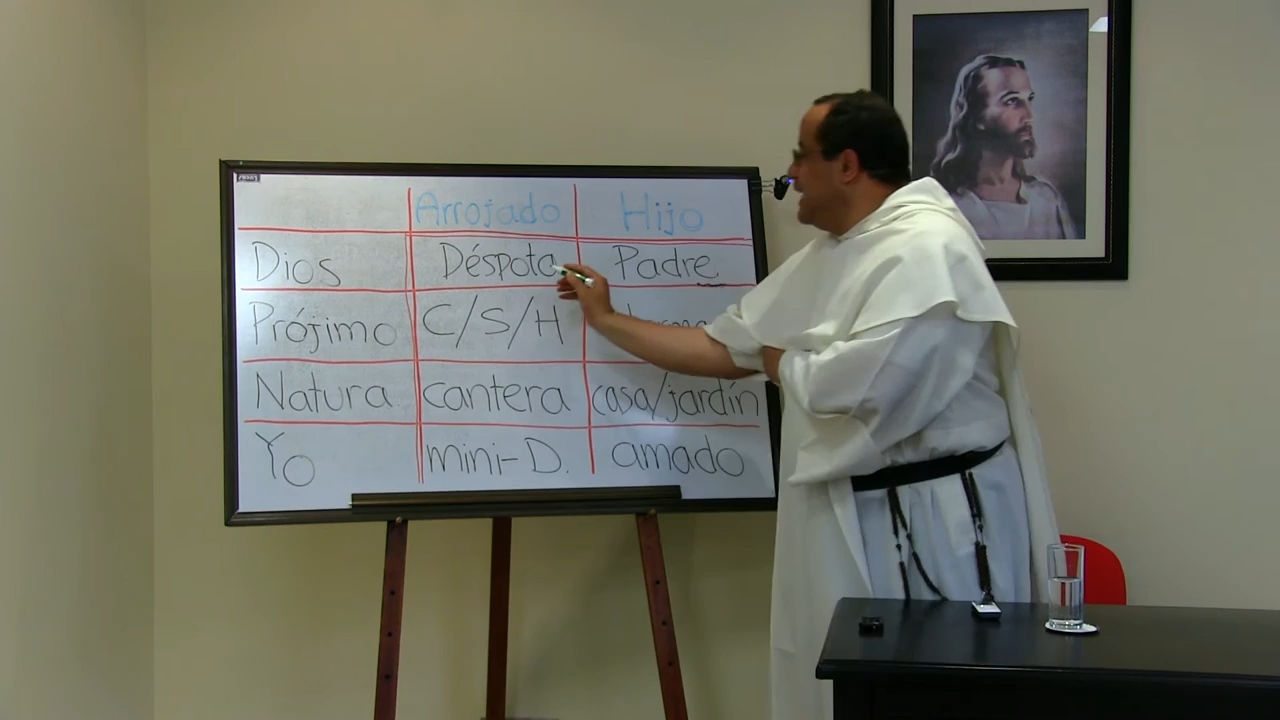 Arrojado Hijo
Dios Déspota Padre
Prójimo C/S/H
Natura cantera casa/jardín
Yo mini-D. amado